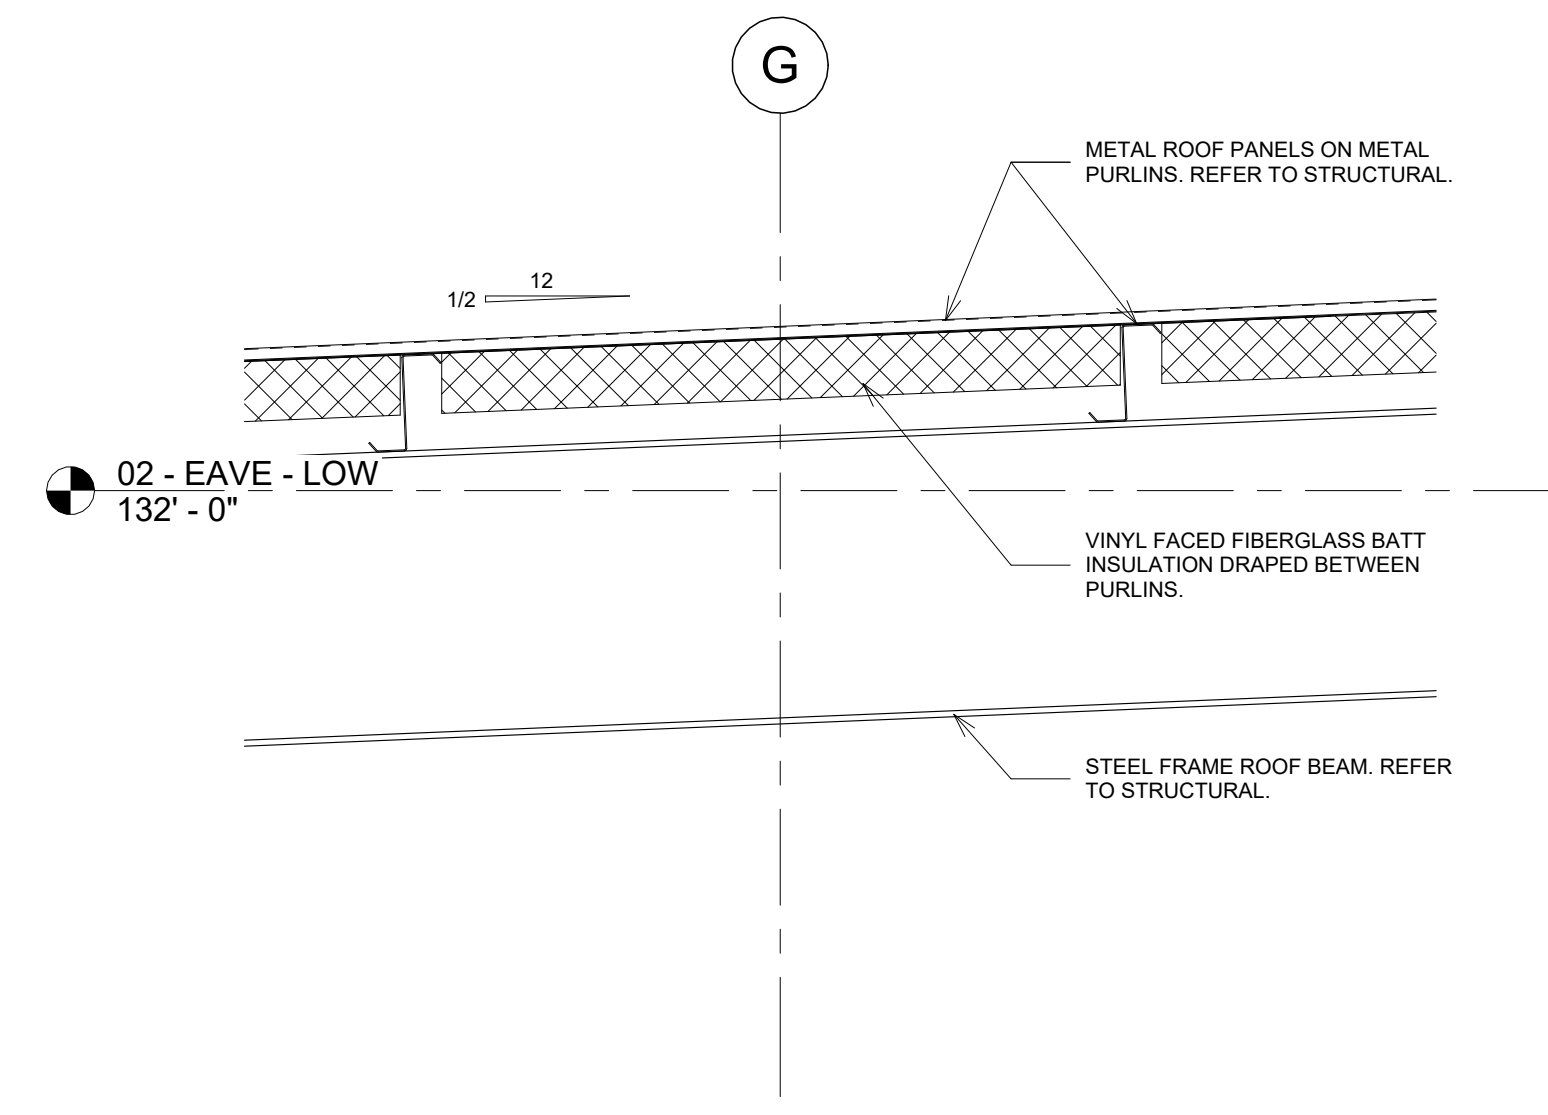 G
METAL ROOF PANELS ON METAL
PURLINS. REFER TO STRUCTURAL.
12
1/2
02 - EAVE - LOW
132' - 0"
VINYL FACED FIBERGLASS BATT
INSULATION DRAPED BETWEEN
PURLINS.
STEEL FRAME ROOF BEAM. REFER
TO STRUCTURAL.